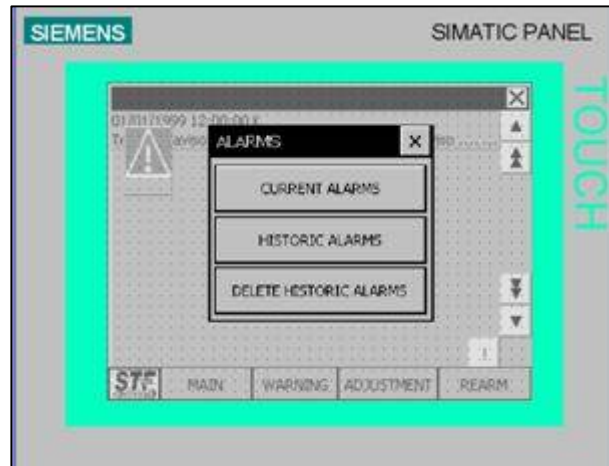 SIEMENS
SIMATIC PANEL
TOUCH
01/01/1999 12:00:00
ALARMS
CURRENT ALARMS
HISTORIC ALARMS
DELETE HISTORIC ALARMS
STF MAIN WARNING ADJUSTMENT REARM